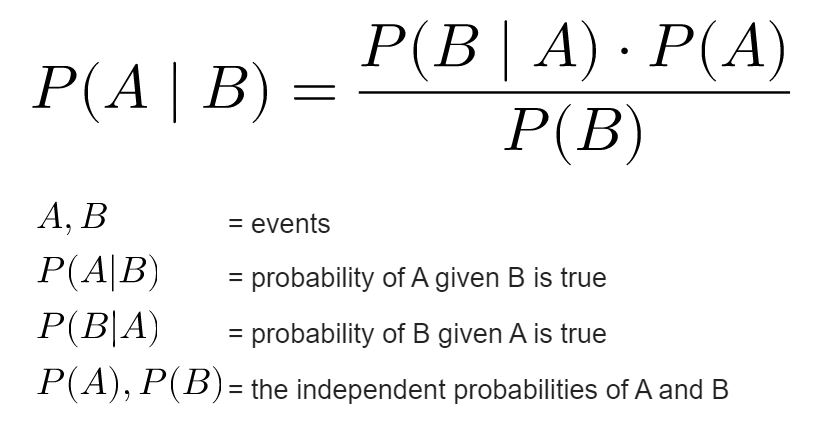 P(A | B) = P(B | A) · P(A) / P(B)
A, B = events
P(A|B) = probability of A given B is true
P(B|A) = probability of B given A is true
P(A), P(B) = the independent probabilities of A and B